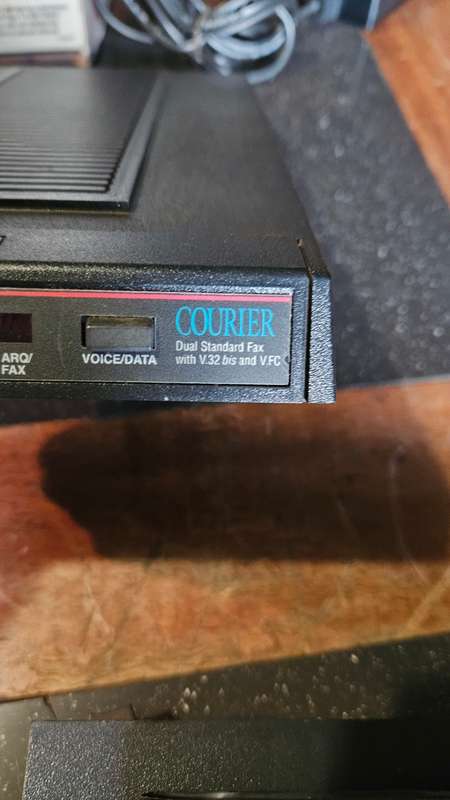 COURIER
Dual Standard Fax
with V.32 bis and V.FC
ARQ/
FAX
VOICE/DATA